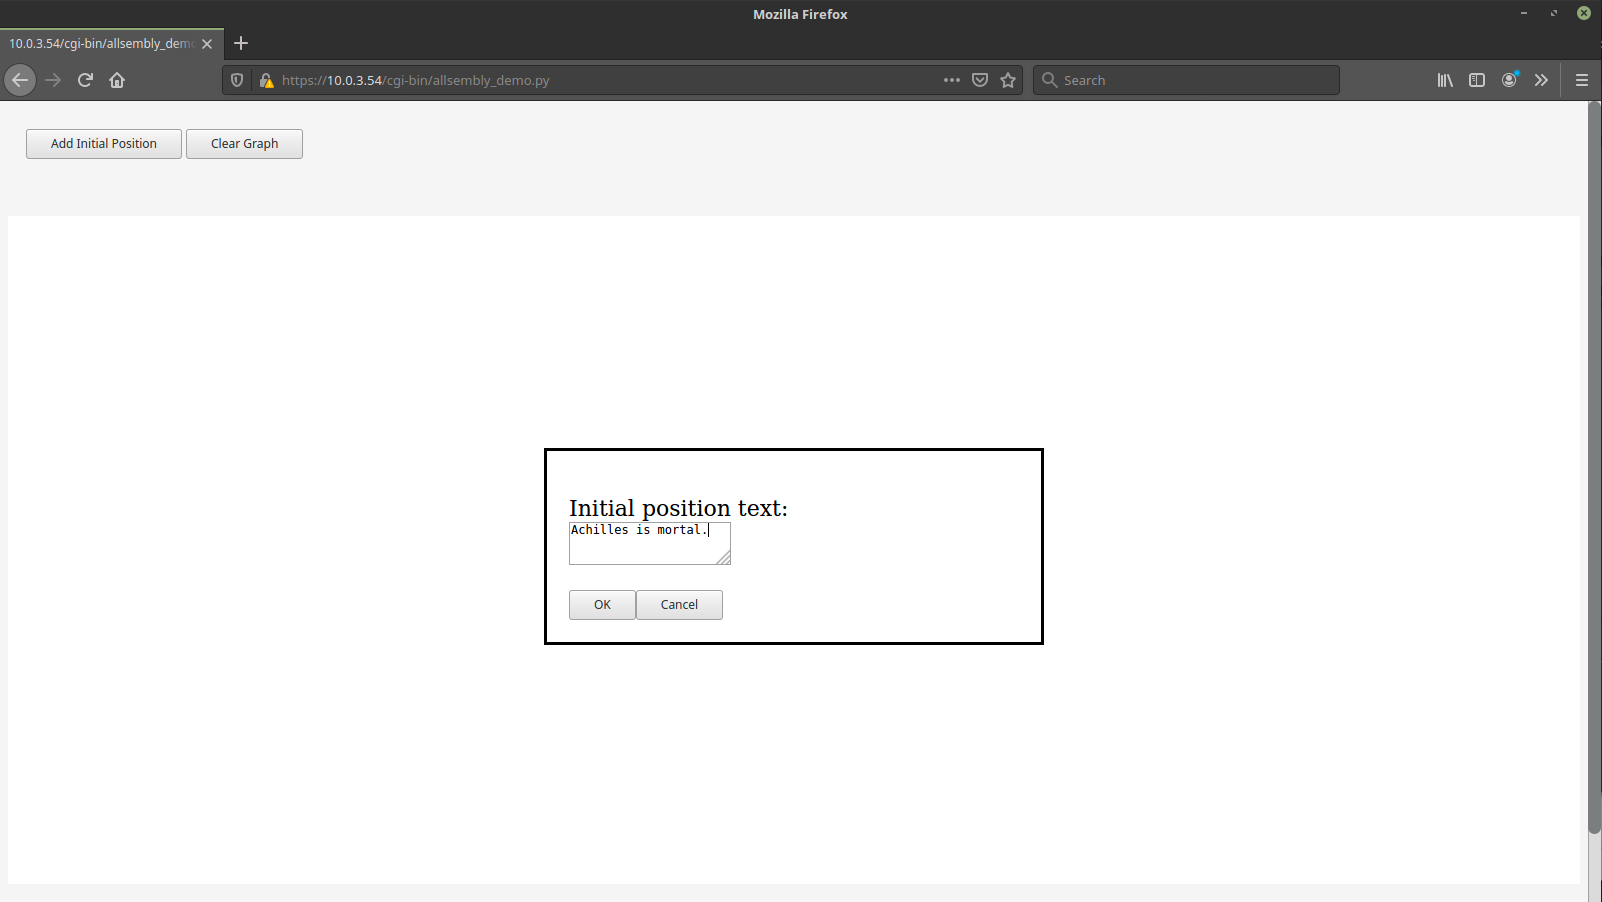 Mozilla Firefox
10.0.3.54/cgi-bin/allsembly_demo
https://10.0.3.54/cgi-bin/allsembly_demo.py
Search
Add Initial Position Clear Graph
Initial position text:
Achilles is mortal.
OK Cancel